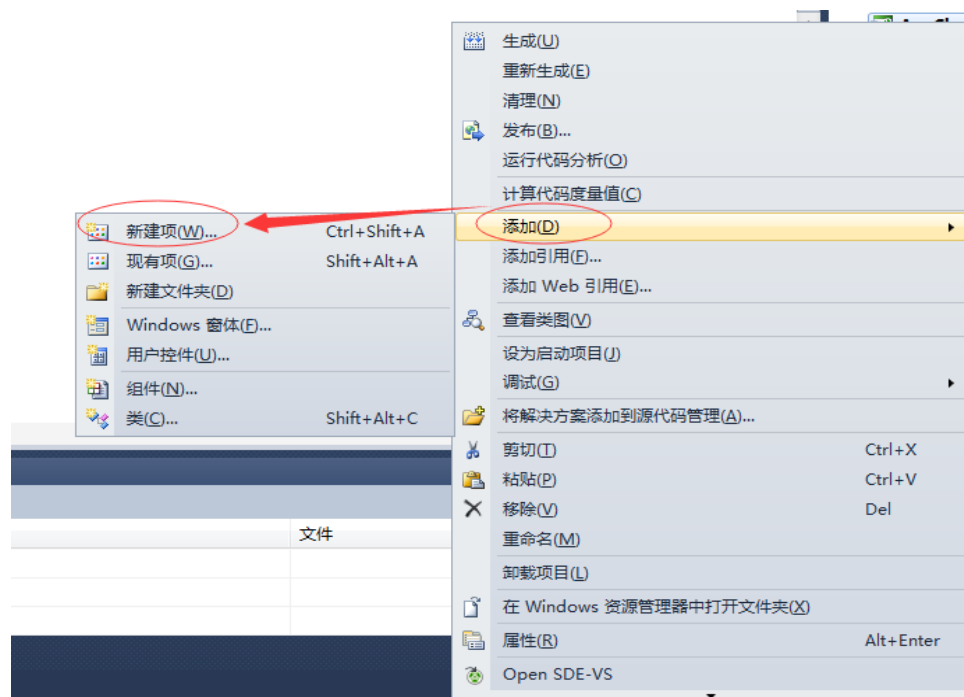 生成(U)
重新生成(E)
清理(N)
发布(B)...
运行代码分析(O)
计算代码度量值(C)
添加(D)
添加引用(F)...
添加 Web 引用(E)...
查看类图(V)
设为启动项目(J)
调试(G)
将解决方案添加到源代码管理(A)...
剪切(T) Ctrl+X
粘贴(P) Ctrl+V
移除(V) Del
重命名(M)
卸载项目(L)
在 Windows 资源管理器中打开文件夹(X)
属性(R) Alt+Enter
Open SDE-VS
新建项(W)... Ctrl+Shift+A
现有项(G)... Shift+Alt+A
新建文件夹(D)
Windows 窗体(F)...
用户控件(U)...
组件(N)...
类(C)... Shift+Alt+C
文件